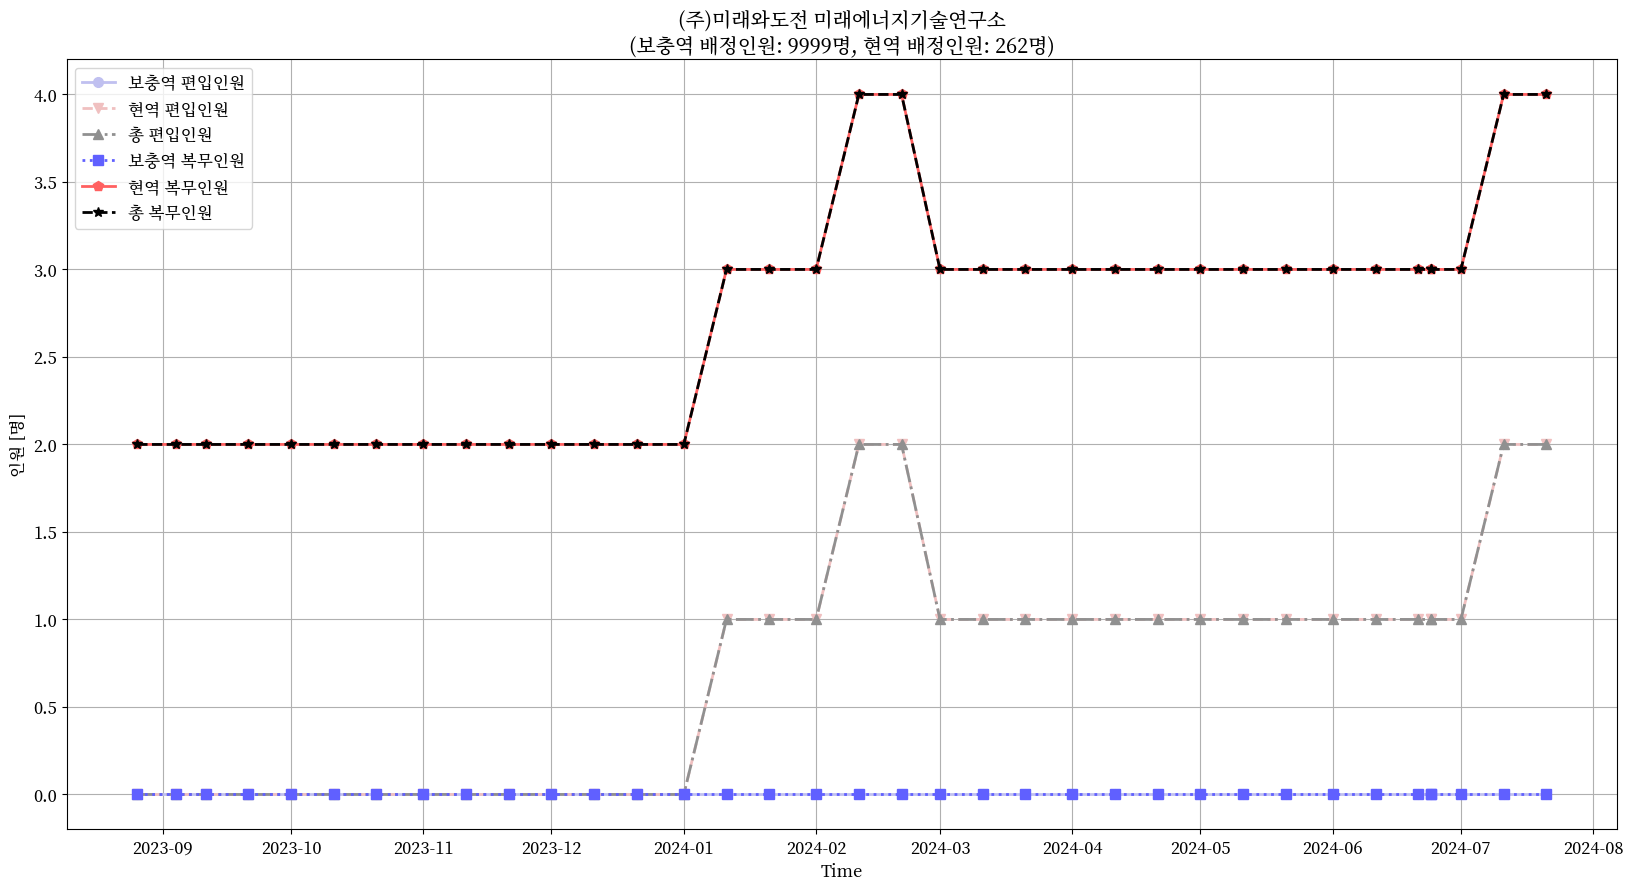 (주)미래와도전 미래에너지기술연구소
(보충역 배정인원: 9999명, 현역 배정인원: 262명)
보충역 편입인원
현역 편입인원
총 편입인원
보충역 복무인원
현역 복무인원
총 복무인원
인원 [명]
4.0
3.5
3.0
2.5
2.0
1.5
1.0
0.5
0.0
2023-09 2023-10 2023-11 2023-12 2024-01 2024-02 2024-03 2024-04 2024-05 2024-06 2024-07 2024-08
Time